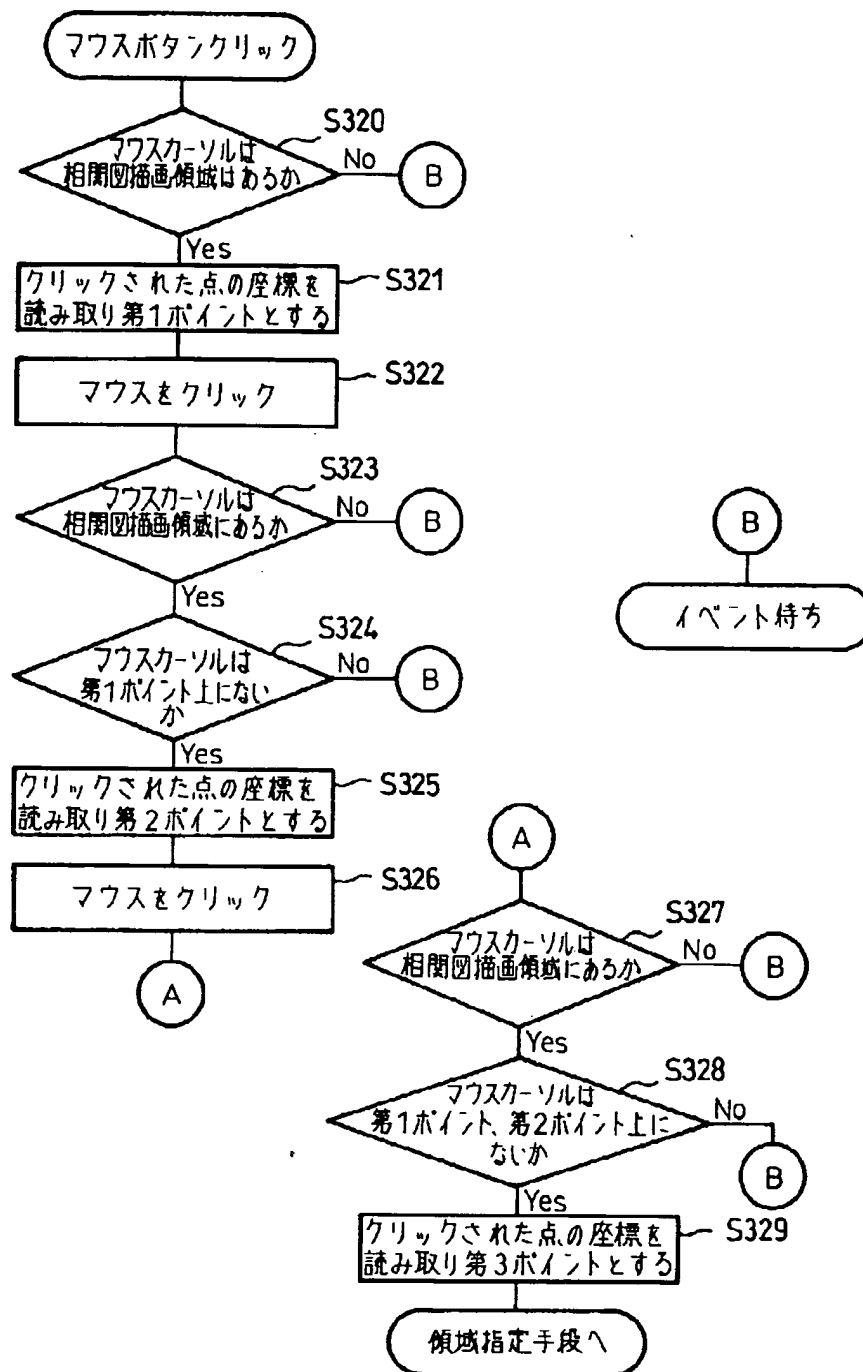 マウスボタンクリック
S320
マウスカーソルは
相関図描画領域はあるか
No
B
Yes
クリックされた点の座標を
読み取り第1ポイントとする
S321
マウスをクリック
S322
S323
マウスカーソルは
相関図描画領域にあるか
No
B
Yes
S324
マウスカーソルは
第1ポイント上にない
か
No
B
Yes
クリックされた点の座標を
読み取り第2ポイントとする
S325
マウスをクリック
S326
A
B
イベント待ち
A
S327
マウスカーソルは
相関図描画領域にあるか
No
B
Yes
S328
マウスカーソルは
第1ポイント、第2ポイント上に
ないか
No
B
Yes
クリックされた点の座標を
読み取り第3ポイントとする
S329
領域指定手段へ